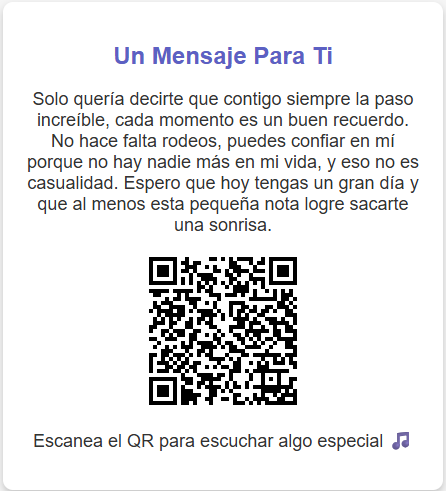 Un Mensaje Para Ti
Solo quería decirte que contigo siempre la paso
increíble, cada momento es un buen recuerdo.
No hace falta rodeos, puedes confiar en mí
porque no hay nadie más en mi vida, y eso no es
casualidad. Espero que hoy tengas un gran día y
que al menos esta pequeña nota logre sacarte
una sonrisa.
Escanea el QR para escuchar algo especial 🎵